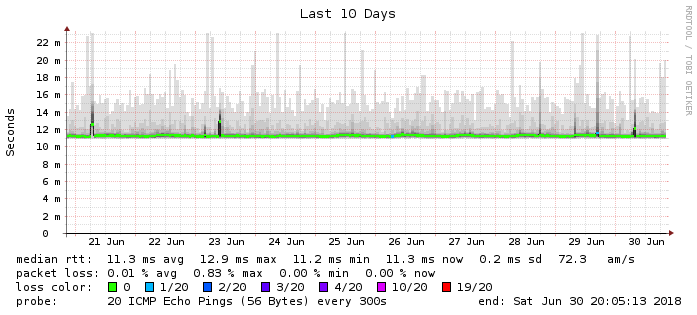 Last 10 Days
RRDTOOL / TOBI OETIKER
Seconds
22 m
20 m
18 m
16 m
14 m
12 m
10 m
8 m
6 m
4 m
2 m
0
21 Jun 22 Jun 23 Jun 24 Jun 25 Jun 26 Jun 27 Jun 28 Jun 29 Jun 30 Jun
median rtt: 11.3 ms avg 12.9 ms max 11.2 ms min 11.3 ms now 0.2 ms sd 72.3 am/s
packet loss: 0.01 % avg 0.83 % max 0.00 % min 0.00 % now
loss color: 0 1/20 2/20 3/20 4/20 10/20 19/20
probe: 20 ICMP Echo Pings (56 Bytes) every 300s end: Sat Jun 30 20:05:13 2018